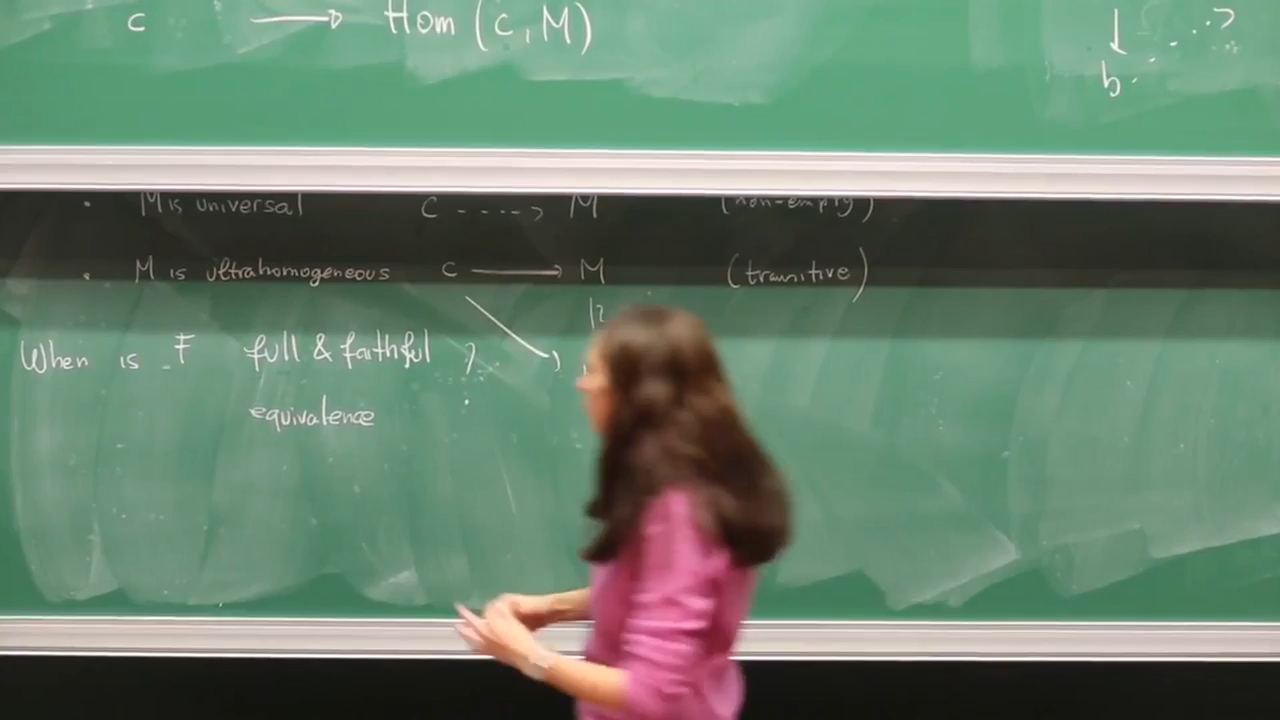 c → Hom (c, M)
↓
b
· M is universal c ----> M (non-empty)
· M is ultrahomogeneous c → M (transitive)
When is F full & faithful ?
equivalence